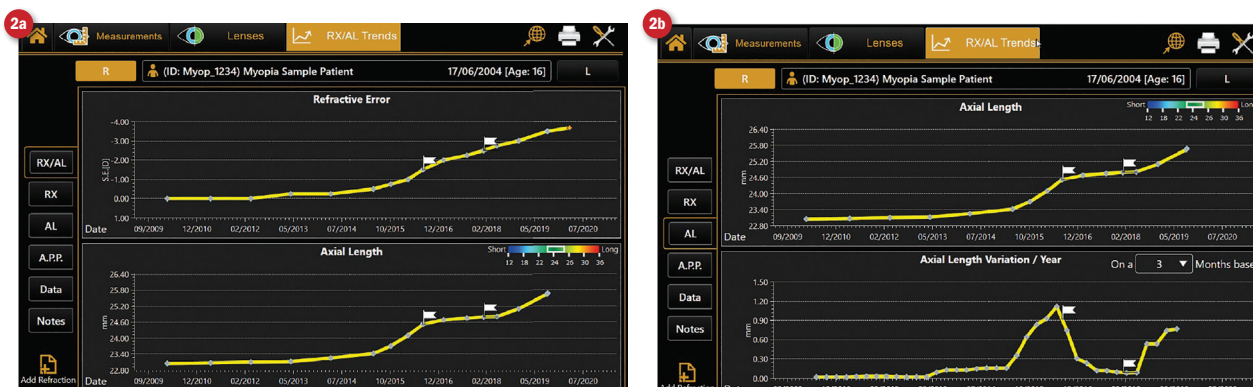 2a
Measurements Lenses RX/AL Trends
R (ID: Myop_1234) Myopia Sample Patient 17/06/2004 [Age: 16] L
RX/AL
RX
AL
A.P.P.
Data
Notes
Add Refraction
Refractive Error
S.E.[D]
-4.00
-3.00
-2.00
-1.00
0.00
1.00
Date 09/2009 12/2010 02/2012 05/2013 07/2014 10/2015 12/2016 02/2018 05/2019 07/2020
Axial Length
Short Long
12 18 22 24 26 30 36
mm
26.40
25.80
25.20
24.60
24.00
23.40
22.80
Date 09/2009 12/2010 02/2012 05/2013 07/2014 10/2015 12/2016 02/2018 05/2019 07/2020
2b
Measurements Lenses RX/AL Trends
R (ID: Myop_1234) Myopia Sample Patient 17/06/2004 [Age: 16] L
RX/AL
RX
AL
A.P.P.
Data
Notes
Axial Length
Short Lon
12 18 22 24 26 30 36
mm
26.40
25.80
25.20
24.60
24.00
23.40
22.80
Date 09/2009 12/2010 02/2012 05/2013 07/2014 10/2015 12/2016 02/2018 05/2019 07/2020
Axial Length Variation / Year
On a 3 Months base
mm
1.50
1.20
0.90
0.60
0.30
0.00